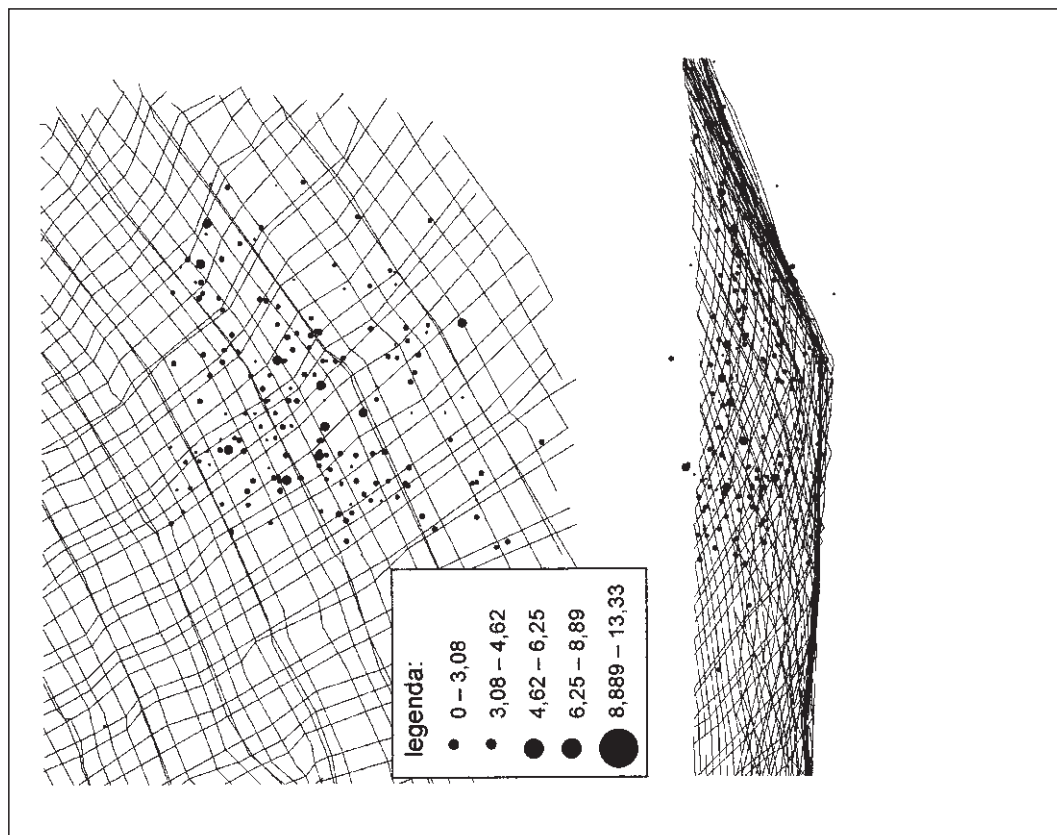 legenda:
0 – 3,08
3,08 – 4,62
4,62 – 6,25
6,25 – 8,89
8,889 – 13,33